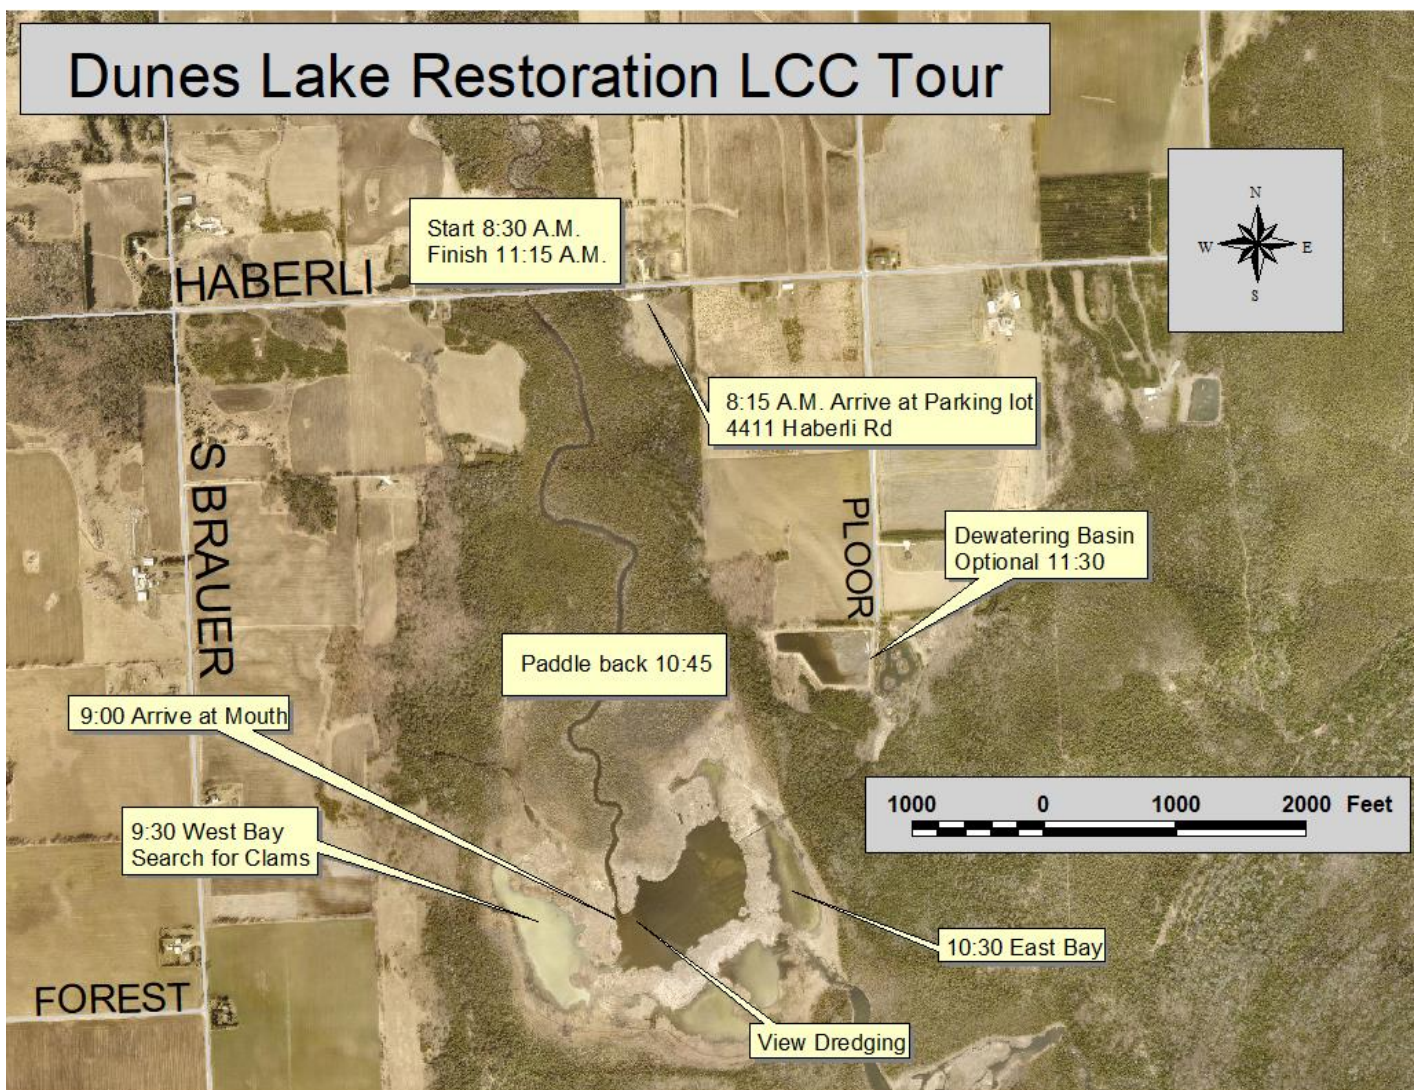 Dunes Lake Restoration LCC Tour
N
W
E
S
Start 8:30 A.M.
Finish 11:15 A.M.
HABERLI
8:15 A.M. Arrive at Parking lot
4411 Haberli Rd
S BRAUER
PLOOR
Dewatering Basin
Optional 11:30
Paddle back 10:45
9:00 Arrive at Mouth
1000 0 1000 2000 Feet
9:30 West Bay
Search for Clams
10:30 East Bay
FOREST
View Dredging